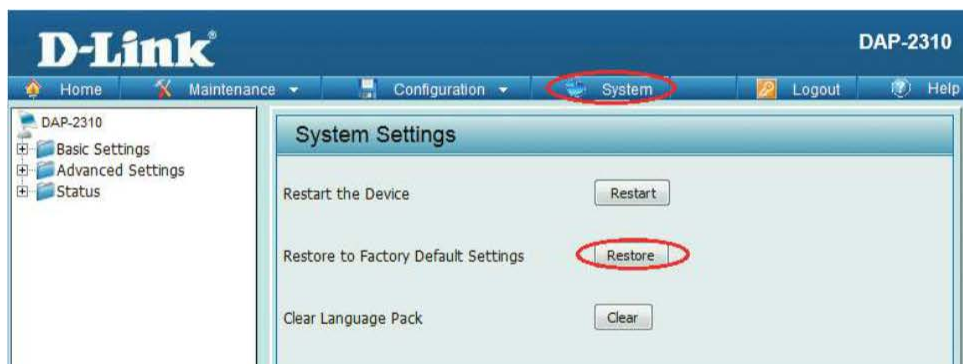 D-Link®
DAP-2310
Home Maintenance Configuration System Logout Help
DAP-2310
Basic Settings
Advanced Settings
Status
System Settings
Restart the Device Restart
Restore to Factory Default Settings Restore
Clear Language Pack Clear